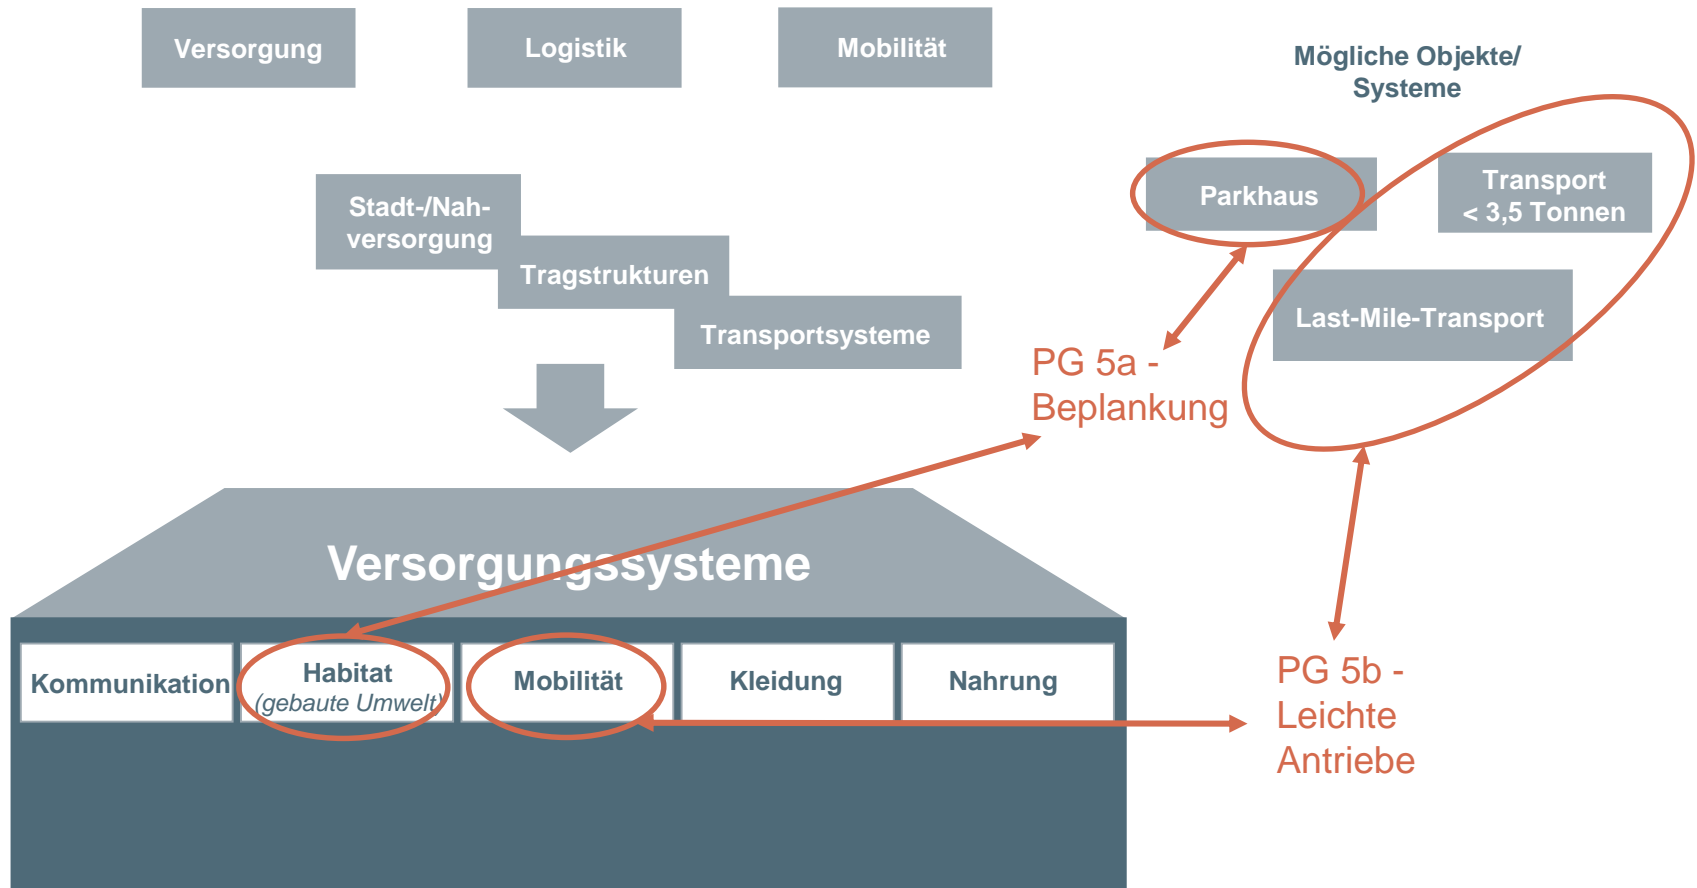 Versorgung
Logistik
Mobilität
Mögliche Objekte/
Systeme
Stadt-/Nah-
versorgung
Tragstrukturen
Transportsysteme
Parkhaus
Transport
< 3,5 Tonnen
Last-Mile-Transport
PG 5a -
Beplankung
Versorgungssysteme
Kommunikation
Habitat
(gebaute Umwelt)
Mobilität
Kleidung
Nahrung
PG 5b -
Leichte
Antriebe